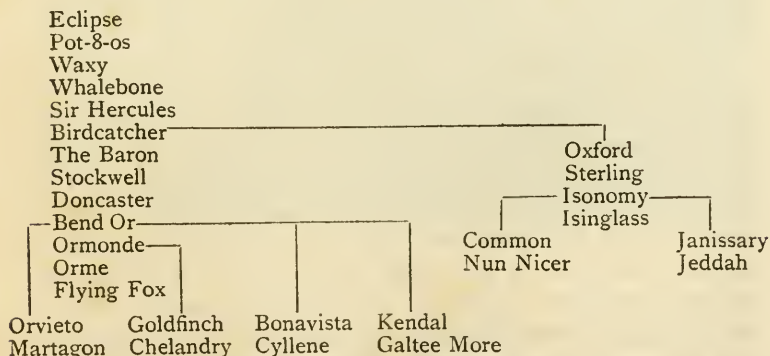 Eclipse
Pot-8-os
Waxy
Whalebone
Sir Hercules
Birdcatcher
The Baron
Stockwell
Doncaster
Bend Or
Ormonde
Orme
Flying Fox
Oxford
Sterling
Isonomy
Isinglass
Common
Nun Nicer
Janissary
Jeddah
Orvieto
Martagon
Goldfinch
Chelandry
Bonavista
Cyllene
Kendal
Galtee More